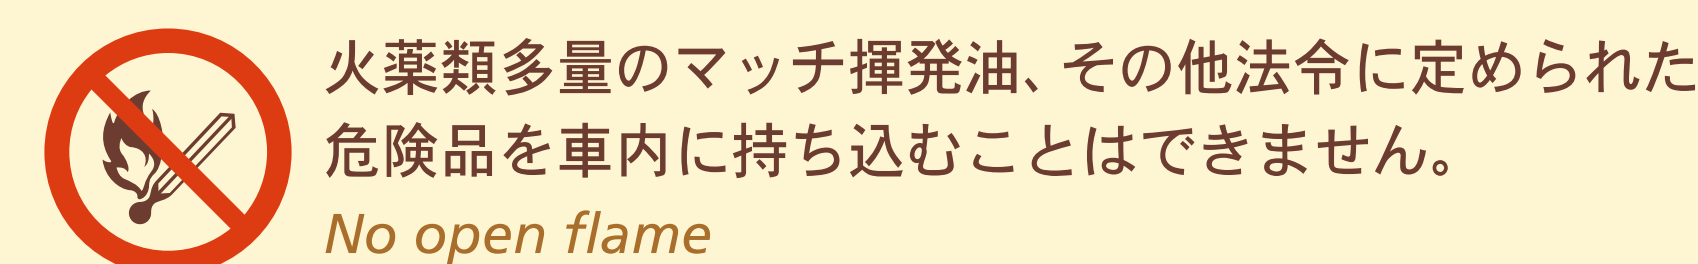 火薬類多量のマッチ揮発油、その他法令に定められた
危険品を車内に持ち込むことはできません。
No open flame